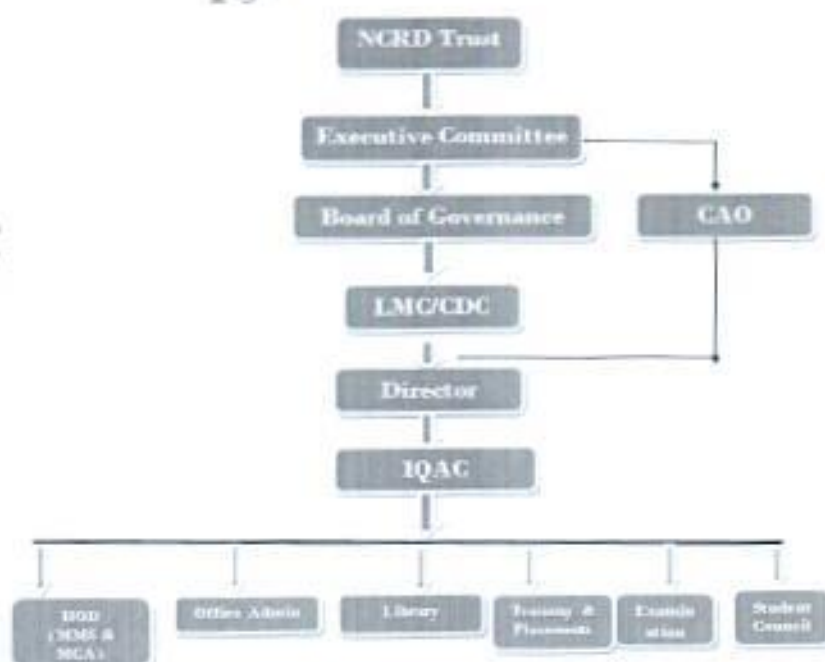 NCRD Trust
Executive Committee
Board of Governance
CAO
LMC/CDC
Director
IQAC
HOD
(MMS &
MCA)
Office Admin
Library
Training &
Placements
Examin
ation
Student
Council